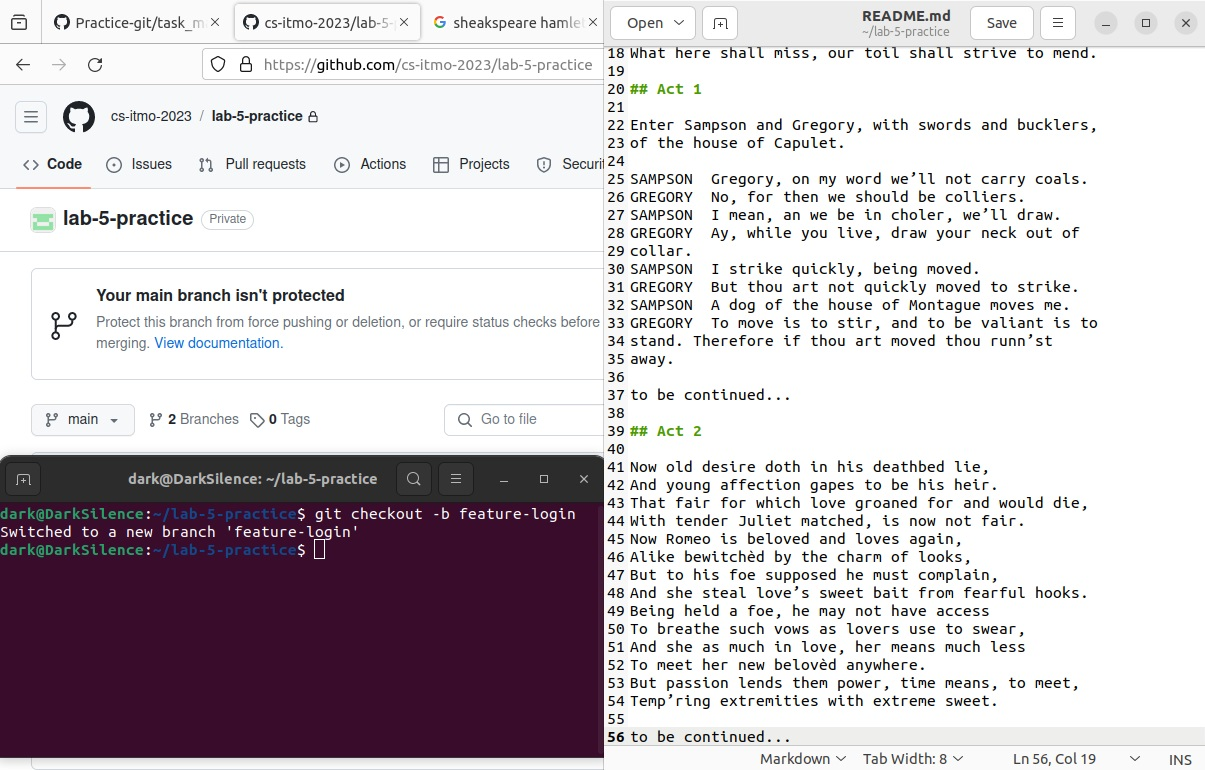 Practice-git/task_m
cs-itmo-2023/lab-5-
sheakspeare hamle
https://github.com/cs-itmo-2023/lab-5-practice
cs-itmo-2023 / lab-5-practice
Code Issues Pull requests Actions Projects Securi
lab-5-practice Private
Your main branch isn't protected
Protect this branch from force pushing or deletion, or require status checks before
merging. View documentation.
main 2 Branches 0 Tags Go to file
dark@DarkSilence: ~/lab-5-practice
dark@DarkSilence:~/lab-5-practice$ git checkout -b feature-login
Switched to a new branch 'feature-login'
dark@DarkSilence:~/lab-5-practice$
Open README.md Save
~/lab-5-practice
18 What here shall miss, our toil shall strive to mend.
19
20 ## Act 1
21
22 Enter Sampson and Gregory, with swords and bucklers,
23 of the house of Capulet.
24
25 SAMPSON  Gregory, on my word we’ll not carry coals.
26 GREGORY  No, for then we should be colliers.
27 SAMPSON  I mean, an we be in choler, we’ll draw.
28 GREGORY  Ay, while you live, draw your neck out of
29 collar.
30 SAMPSON  I strike quickly, being moved.
31 GREGORY  But thou art not quickly moved to strike.
32 SAMPSON  A dog of the house of Montague moves me.
33 GREGORY  To move is to stir, and to be valiant is to
34 stand. Therefore if thou art moved thou runn’st
35 away.
36
37 to be continued...
38
39 ## Act 2
40
41 Now old desire doth in his deathbed lie,
42 And young affection gapes to be his heir.
43 That fair for which love groaned for and would die,
44 With tender Juliet matched, is now not fair.
45 Now Romeo is beloved and loves again,
46 Alike bewitchèd by the charm of looks,
47 But to his foe supposed he must complain,
48 And she steal love’s sweet bait from fearful hooks.
49 Being held a foe, he may not have access
50 To breathe such vows as lovers use to swear,
51 And she as much in love, her means much less
52 To meet her new belovèd anywhere.
53 But passion lends them power, time means, to meet,
54 Temp’ring extremities with extreme sweet.
55
56 to be continued...
Markdown Tab Width: 8 Ln 56, Col 19 INS